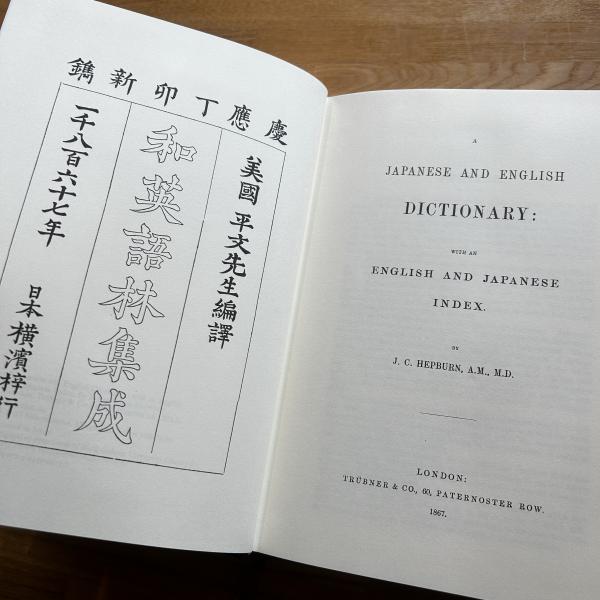 慶應丁卯新鐫
美國 平文先生編譯
和英語林集成
一千八百六十七年
日本橫濱梓行
A
JAPANESE AND ENGLISH
DICTIONARY:
WITH AN
ENGLISH AND JAPANESE
INDEX.
BY
J. C. HEPBURN, A.M., M.D.
LONDON:
TRÜBNER & CO., 60, PATERNOSTER ROW.
1867.